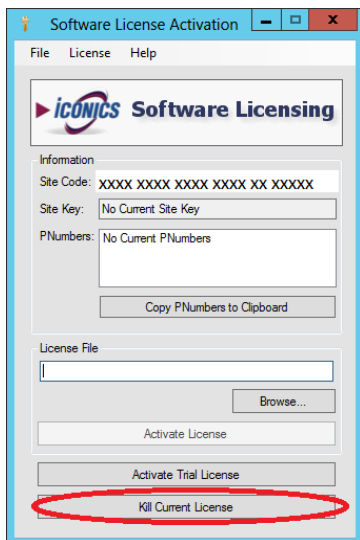 Software License Activation
File License Help
ICONICS Software Licensing
Information
Site Code: XXXX XXXX XXXX XXXX XX XXXXX
Site Key: No Current Site Key
PNumbers: No Current PNumbers
Copy PNumbers to Clipboard
License File
Browse...
Activate License
Activate Trial License
Kill Current License